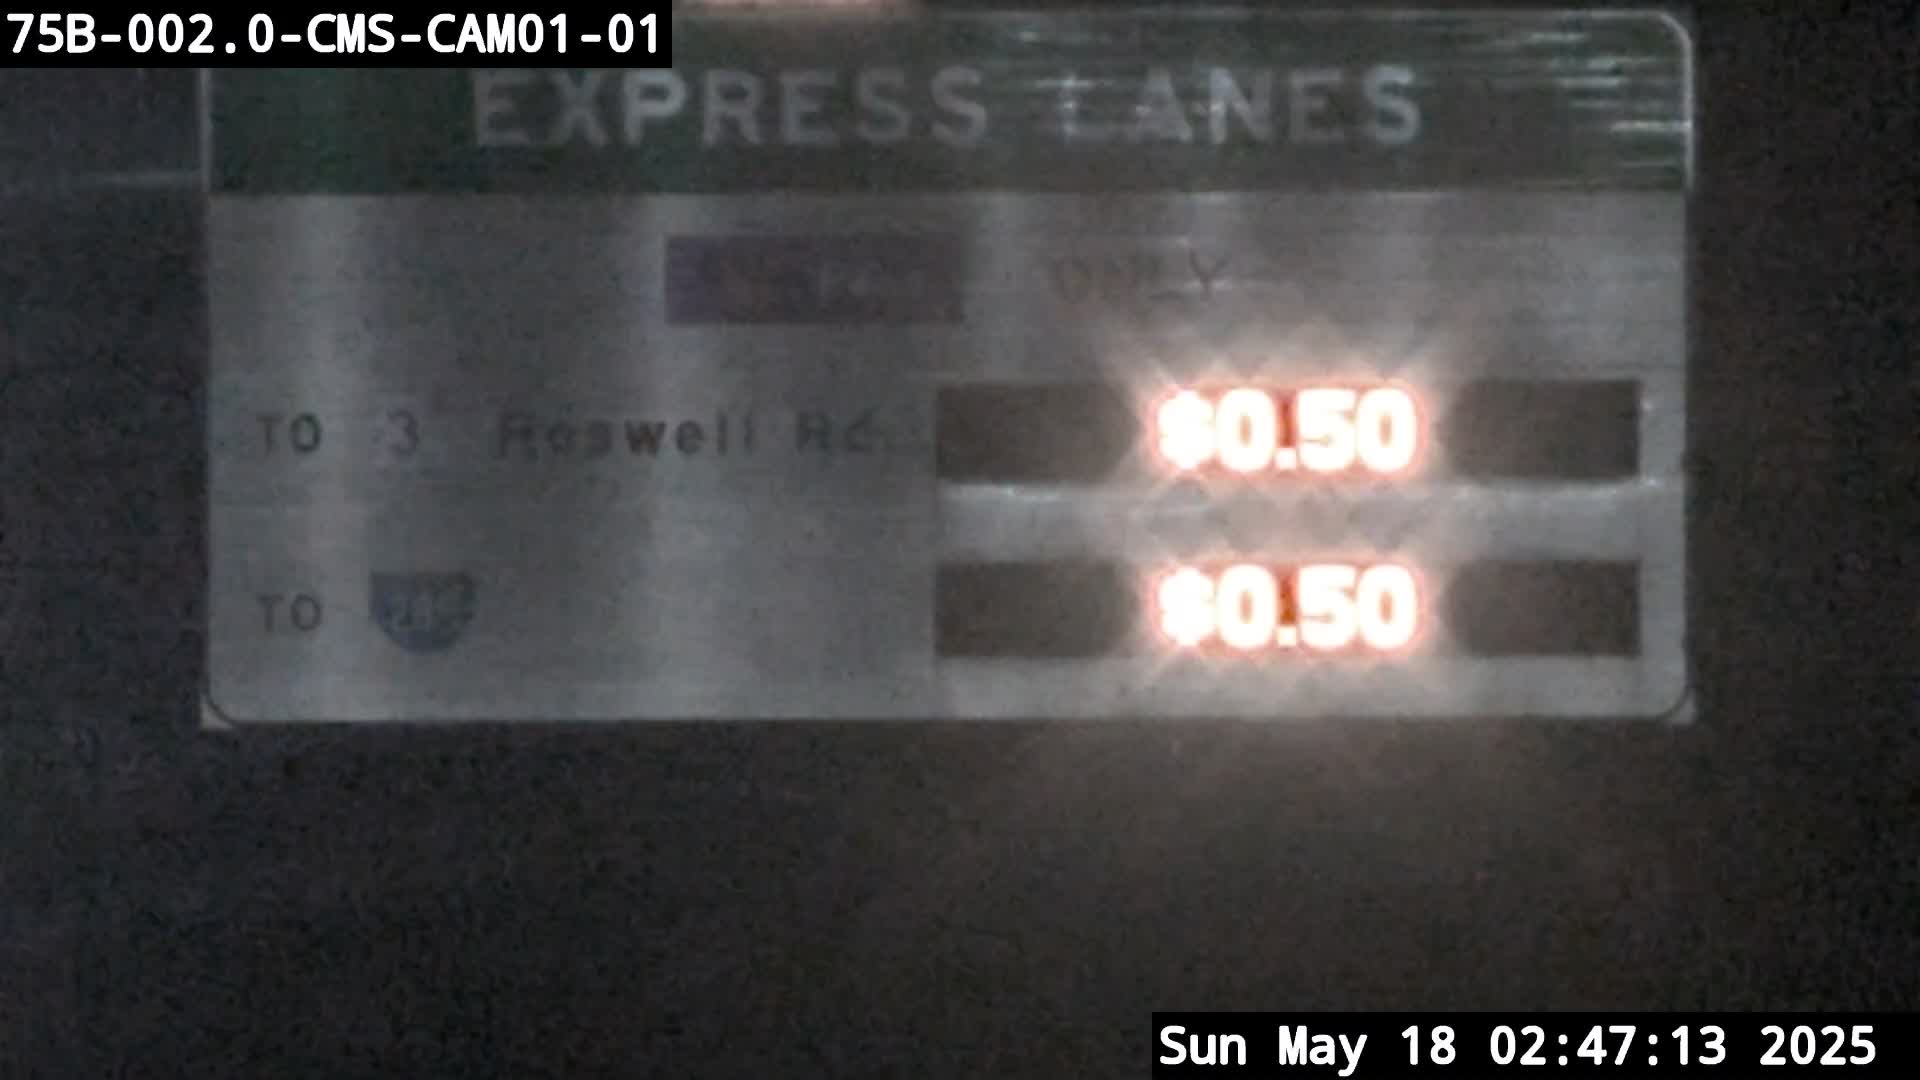 75B-002.0-CMS-CAM01-01
EXPRESS LANES
ONLY
TO 3 Roswell Rd $0.50
TO $0.50
Sun May 18 02:47:13 2025